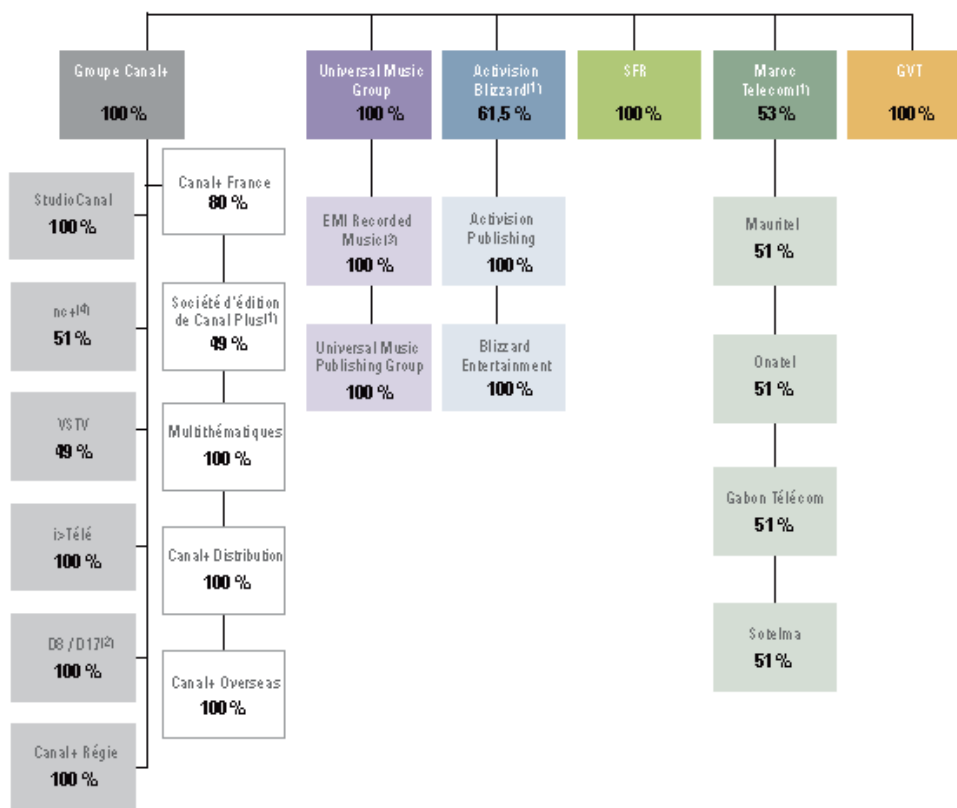 Groupe Canal+
100 %
Universal Music
Group
100 %
Activision
Blizzard(1)
61,5 %
SFR
100 %
Maroc
Telecom(1)
53 %
GVT
100 %
StudioCanal
100 %
nc+(4)
51 %
VSTV
49 %
i>Télé
100 %
D8 / D17(2)
100 %
Canal+ Régie
100 %
Canal+ France
80 %
Société d'édition
de Canal Plus(1)
49 %
Multithématiques
100 %
Canal+ Distribution
100 %
Canal+ Overseas
100 %
EMI Recorded
Music(3)
100 %
Universal Music
Publishing Group
100 %
Activision
Publishing
100 %
Blizzard
Entertainment
100 %
Mauritel
51 %
Onatel
51 %
Gabon Télécom
51 %
Sotelma
51 %